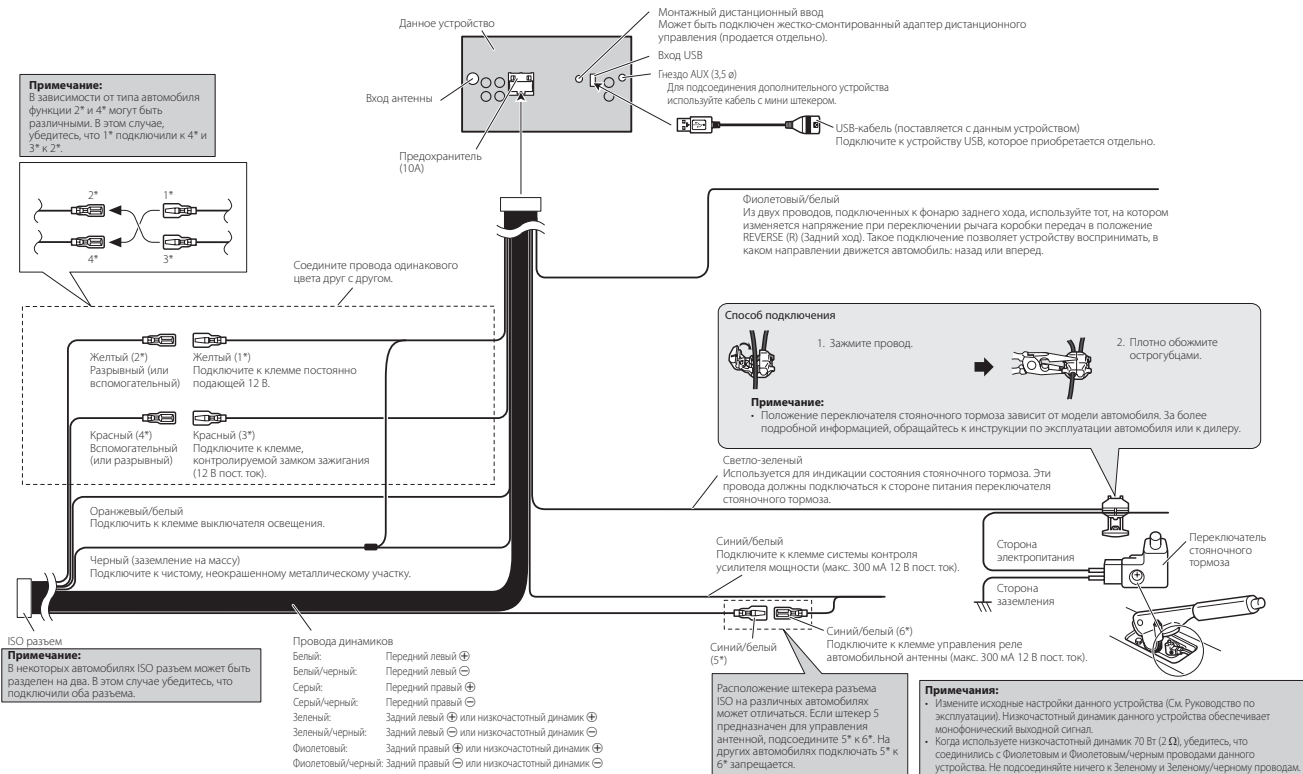 Данное устройство
Монтажный дистанционный ввод
Может быть подключен жестко-смонтированный адаптер дистанционного
управления (продается отдельно).
Вход USB
Гнездо AUX (3,5 ø)
Для подсоединения дополнительного устройства
используйте кабель с мини штекером.
Вход антенны
USB-кабель (поставляется с данным устройством)
Подключите к устройству USB, которое приобретается отдельно.
Предохранитель
(10A)
Примечание:
В зависимости от типа автомобиля
функции 2* и 4* могут быть
различными. В этом случае,
убедитесь, что 1* подключили к 4* и
3* к 2*.
2*
1*
4*
3*
Фиолетовый/белый
Из двух проводов, подключенных к фонарю заднего хода, используйте тот, на котором
изменяется напряжение при переключении рычага коробки передач в положение
REVERSE (R) (Задний ход). Такое подключение позволяет устройству воспринимать, в
каком направлении движется автомобиль: назад или вперед.
Соедините провода одинакового
цвета друг с другом.
Желтый (2*)
Разрывный (или
вспомогательный)
Желтый (1*)
Подключите к клемме постоянно
подающей 12 В.
Красный (4*)
Вспомогательный
(или разрывный)
Красный (3*)
Подключите к клемме,
контролируемой замком зажигания
(12 В пост. ток).
Способ подключения
1. Зажмите провод.
2. Плотно обожмите
острогубцами.
Примечание:
• Положение переключателя стояночного тормоза зависит от модели автомобиля. За более
подробной информацией, обращайтесь к инструкции по эксплуатации автомобиля или к дилеру.
Светло-зеленый
Используется для индикации состояния стояночного тормоза. Эти
провода должны подключаться к стороне питания переключателя
стояночного тормоза.
Оранжевый/белый
Подключить к клемме выключателя освещения.
Черный (заземление на массу)
Подключите к чистому, неокрашенному металлическому участку.
Синий/белый
Подключите к клемме системы контроля
усилителя мощности (макс. 300 мА 12 В пост. ток).
Сторона
электропитания
Переключатель
стояночного
тормоза
Сторона
заземления
Синий/белый
(5*)
Синий/белый (6*)
Подключите к клемме управления реле
автомобильной антенны (макс. 300 мА 12 В пост. ток).
ISO разъем
Примечание:
В некоторых автомобилях ISO разъем может быть
разделен на два. В этом случае убедитесь, что
подключили оба разъема.
Провода динамиков
Белый: Передний левый ⊕
Белый/черный: Передний левый ⊖
Серый: Передний правый ⊕
Серый/черный: Передний правый ⊖
Зеленый: Задний левый ⊕ или низкочастотный динамик ⊕
Зеленый/черный: Задний левый ⊖ или низкочастотный динамик ⊖
Фиолетовый: Задний правый ⊕ или низкочастотный динамик ⊕
Фиолетовый/черный: Задний правый ⊖ или низкочастотный динамик ⊖
Расположение штекера разъема
ISO на различных автомобилях
может отличаться. Если штекер 5
предназначен для управления
антенной, подсоедините 5* к 6*. На
других автомобилях подключать 5* к
6* запрещается.
Примечания:
• Измените исходные настройки данного устройства (См. Руководство по
эксплуатации). Низкочастотный динамик данного устройства обеспечивает
монофонический выходной сигнал.
• Когда используете низкочастотный динамик 70 Вт (2 Ω), убедитесь, что
соединились с Фиолетовым и Фиолетовым/черным проводами данного
устройства. Не подсоединяйте ничего к Зеленому и Зеленому/черному проводам.